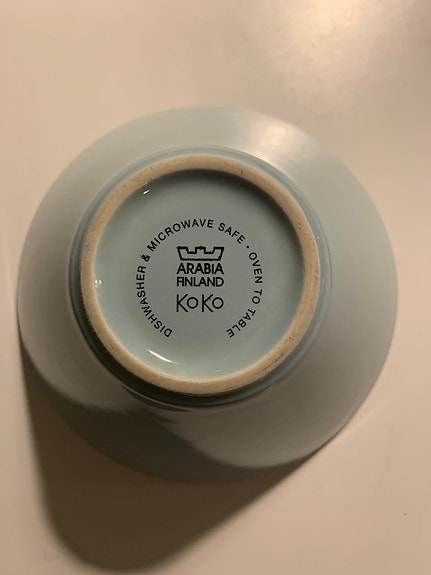 DISHWASHER & MICROWAVE SAFE • OVEN TO TABLE
ARABIA
FINLAND
KoKo